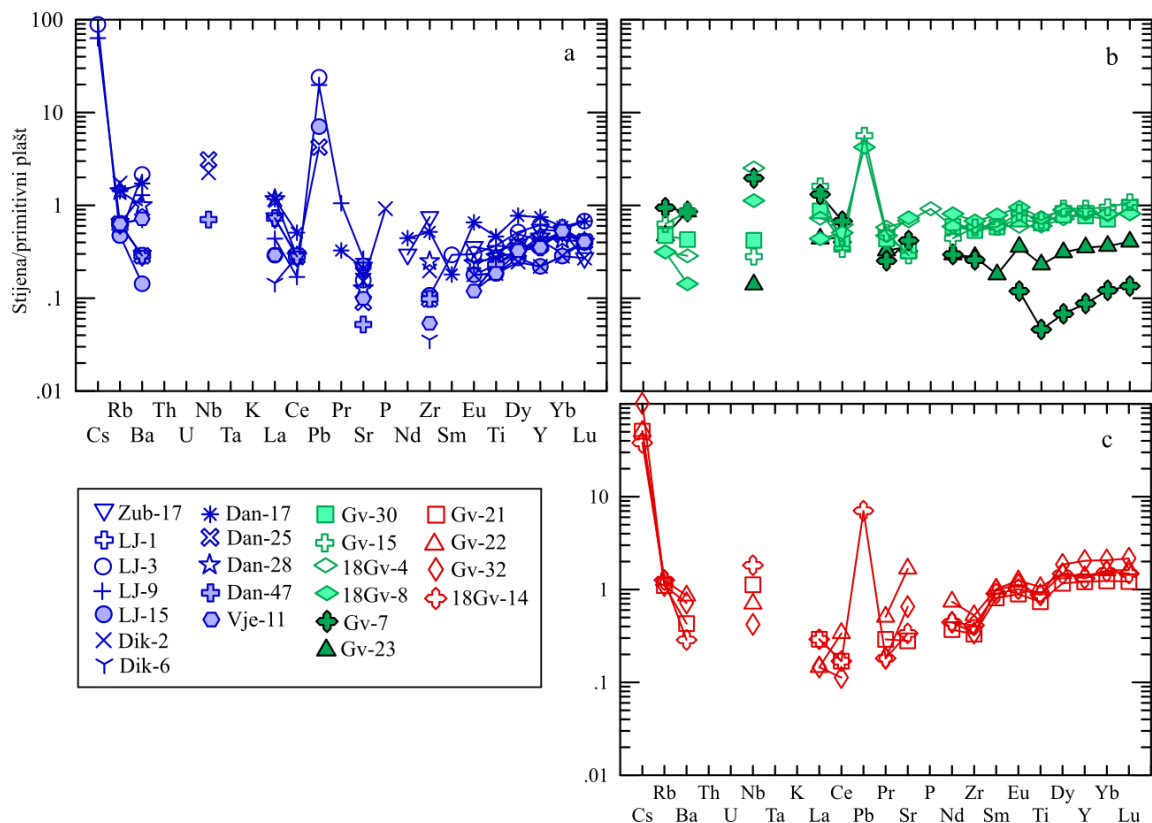 Stijena/primitivni plašt
100
10
1
.1
.01
a
b
Rb Ba Th Nb K Ce Pr P Zr Eu Dy Yb
Cs Th U Ta La Pb Sr Nd Sm Ti Y Lu
c
10
1
.1
.01
Rb Th K Ce Pr P Zr Eu Dy Yb
Cs Ba U Nb Ta La Pb Sr Nd Sm Ti Y Lu
Zub-17 Dan-17 Gv-30 Gv-21
LJ-1 Dan-25 Gv-15 Gv-22
LJ-3 Dan-28 18Gv-4 Gv-32
LJ-9 Dan-47 18Gv-8 18Gv-14
LJ-15 Vje-11 Gv-7
Dik-2 Gv-23
Dik-6